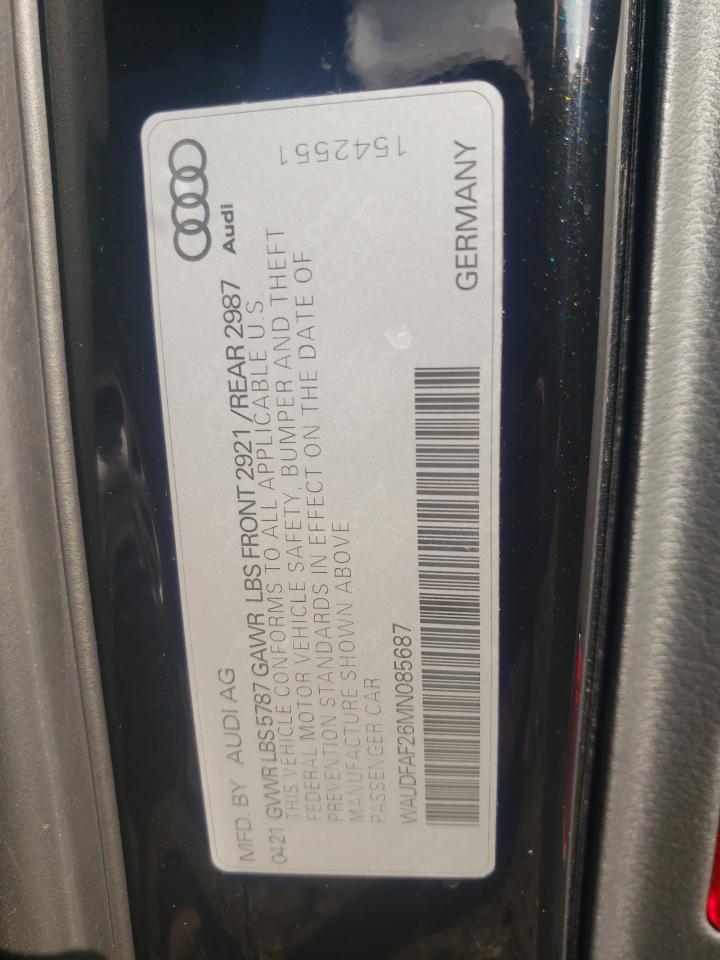 MFD. BY AUDI AG
Audi
0421 GVWR LBS 5787 GAWR LBS FRONT 2921 / REAR 2987
THIS VEHICLE CONFORMS TO ALL APPLICABLE U.S
FEDERAL MOTOR VEHICLE SAFETY, BUMPER AND THEFT
PREVENTION STANDARDS IN EFFECT ON THE DATE OF
MANUFACTURE SHOWN ABOVE
PASSENGER CAR
1542551
WAUDFAF26MN085687
GERMANY